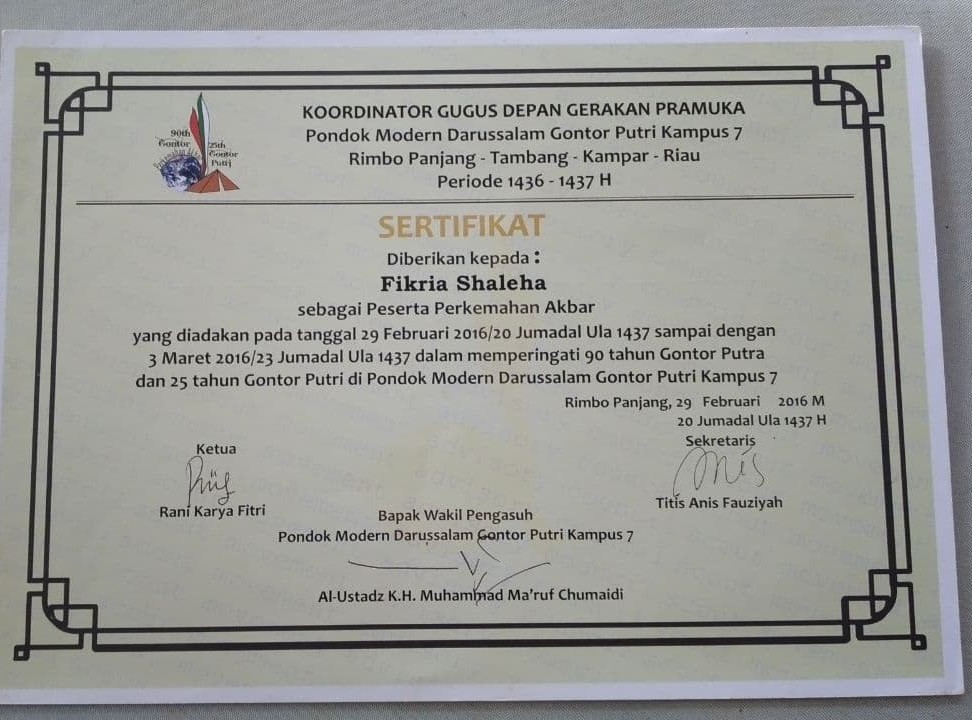 90th
Gontor
25th
Gontor
Putri
KOORDINATOR GUGUS DEPAN GERAKAN PRAMUKA
Pondok Modern Darussalam Gontor Putri Kampus 7
Rimbo Panjang - Tambang - Kampar - Riau
Periode 1436 - 1437 H
SERTIFIKAT
Diberikan kepada :
Fikria Shaleha
sebagai Peserta Perkemahan Akbar
yang diadakan pada tanggal 29 Februari 2016/20 Jumadal Ula 1437 sampai dengan
3 Maret 2016/23 Jumadal Ula 1437 dalam memperingati 90 tahun Gontor Putra
dan 25 tahun Gontor Putri di Pondok Modern Darussalam Gontor Putri Kampus 7
Rimbo Panjang, 29 Februari 2016 M
20 Jumadal Ula 1437 H
Ketua
Rani Karya Fitri
Sekretaris
Titis Anis Fauziyah
Bapak Wakil Pengasuh
Pondok Modern Darussalam Gontor Putri Kampus 7
Al-Ustadz K.H. Muhammad Ma'ruf Chumaidi